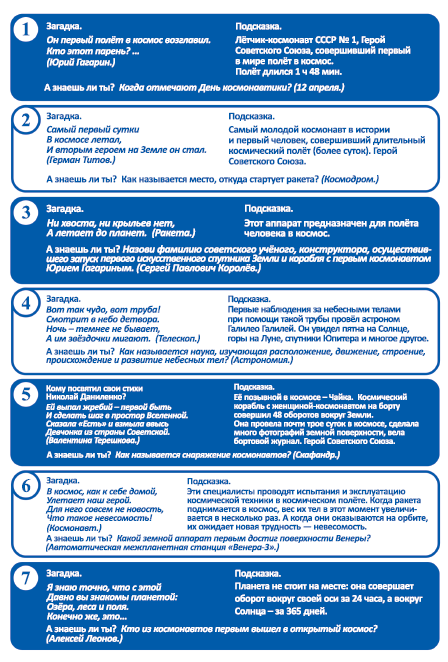 1
Загадка.
Он первый полёт в космос возглавил.
Кто этот парень? ...
(Юрий Гагарин.)
Подсказка.
Лётчик-космонавт СССР № 1, Герой
Советского Союза, совершивший первый
в мире полёт в космос.
Полёт длился 1 ч 48 мин.
А знаешь ли ты? Когда отмечают День космонавтики? (12 апреля.)
2
Загадка.
Самый первый сутки
В космосе летал,
И вторым героем на Земле он стал.
(Герман Титов.)
Подсказка.
Самый молодой космонавт в истории
и первый человек, совершивший длительный
космический полёт (более суток). Герой
Советского Союза.
А знаешь ли ты? Как называется место, откуда стартует ракета? (Космодром.)
3
Загадка.
Ни хвоста, ни крыльев нет,
А летает до планет. (Ракета.)
Подсказка.
Этот аппарат предназначен для полёта
человека в космос.
А знаешь ли ты? Назови фамилию советского учёного, конструктора, осуществив-
шего запуск первого искусственного спутника Земли и корабля с первым космонавтом
Юрием Гагариным. (Сергей Павлович Королёв.)
4
Загадка.
Вот так чудо, вот труба!
Смотрит в небо детвора.
Ночь – темнее не бывает,
А им звёздочки мигают. (Телескоп.)
Подсказка.
Первые наблюдения за небесными телами
при помощи такой трубы провёл астроном
Галилео Галилей. Он увидел пятна на Солнце,
горы на Луне, спутники Юпитера и многое другое.
А знаешь ли ты? Как называется наука, изучающая расположение, движение, строение,
происхождение и развитие небесных тел? (Астрономия.)
5
Кому посвятил свои стихи
Николай Даниленко?
Ей выпал жребий – первой быть
И сделать шаг в простор Вселенной.
Сказала «Есть» и взмыла ввысь
Девчонка из страны Советской.
(Валентина Терешкова.)
Подсказка.
Её позывной в космосе – Чайка. Космический
корабль с женщиной-космонавтом на борту
совершил 48 оборотов вокруг Земли.
Она провела почти трое суток в космосе, сделала
много фотографий земной поверхности, вела
бортовой журнал. Герой Советского Союза.
А знаешь ли ты? Как называется снаряжение космонавтов? (Скафандр.)
6
Загадка.
В космос, как к себе домой,
Улетает наш герой.
Для него совсем не новость,
Что такое невесомость!
(Космонавт.)
Подсказка.
Эти специалисты проводят испытания и эксплуатацию
космической техники в космическом полёте. Когда ракета
поднимается в космос, вес их тел в этот момент увеличи-
вается в несколько раз. А когда они оказываются на орбите,
их ожидает новая трудность — невесомость.
А знаешь ли ты? Какой земной аппарат первым достиг поверхности Венеры?
(Автоматическая межпланетная станция «Венера-3».)
7
Загадка.
Я знаю точно, что с этой
Давно вы знакомы планетой:
Озёра, леса и поля.
Конечно же, это...
Подсказка.
Планета не стоит на месте: она совершает
оборот вокруг своей оси за 24 часа, а вокруг
Солнца – за 365 дней.
А знаешь ли ты? Кто из космонавтов первым вышел в открытый космос?
(Алексей Леонов.)